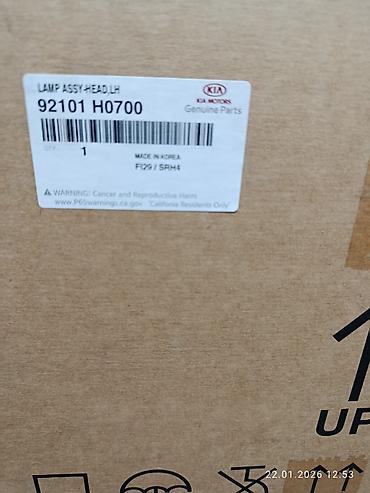 LAMP ASSY-HEAD,LH
92101 H0700
KIA
KIA MOTORS
Genuine Parts
QTY.
1
MADE IN KOREA
FI29 / SRH4
⚠ WARNING: Cancer and Reproductive Harm
www.P65warnings.ca.gov "California Residents Only"
UP
22.01.2026 12:53